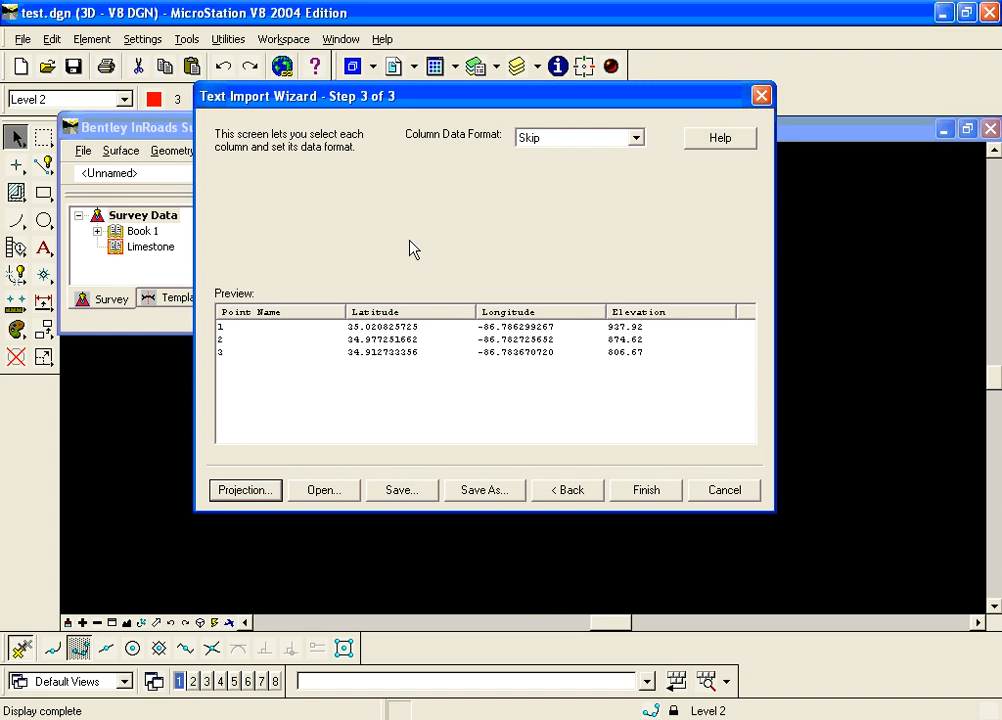 test.dgn (3D - V8 DGN) - MicroStation V8 2004 Edition
File Edit Element Settings Tools Utilities Workspace Window Help
Level 2 3
Text Import Wizard - Step 3 of 3
Bentley InRoads Su
File Surface Geometry
<Unnamed>
Survey Data
Book 1
Limestone
Survey Templa
This screen lets you select each
column and set its data format.
Column Data Format: Skip Help
Preview:
Point Name Latitude Longitude Elevation
1 35.020825725 -86.786299267 937.92
2 34.977251662 -86.782725652 874.62
3 34.912733356 -86.783670720 806.67
Projection... Open... Save... Save As... < Back Finish Cancel
Default Views 1 2 3 4 5 6 7 8
Display complete Level 2